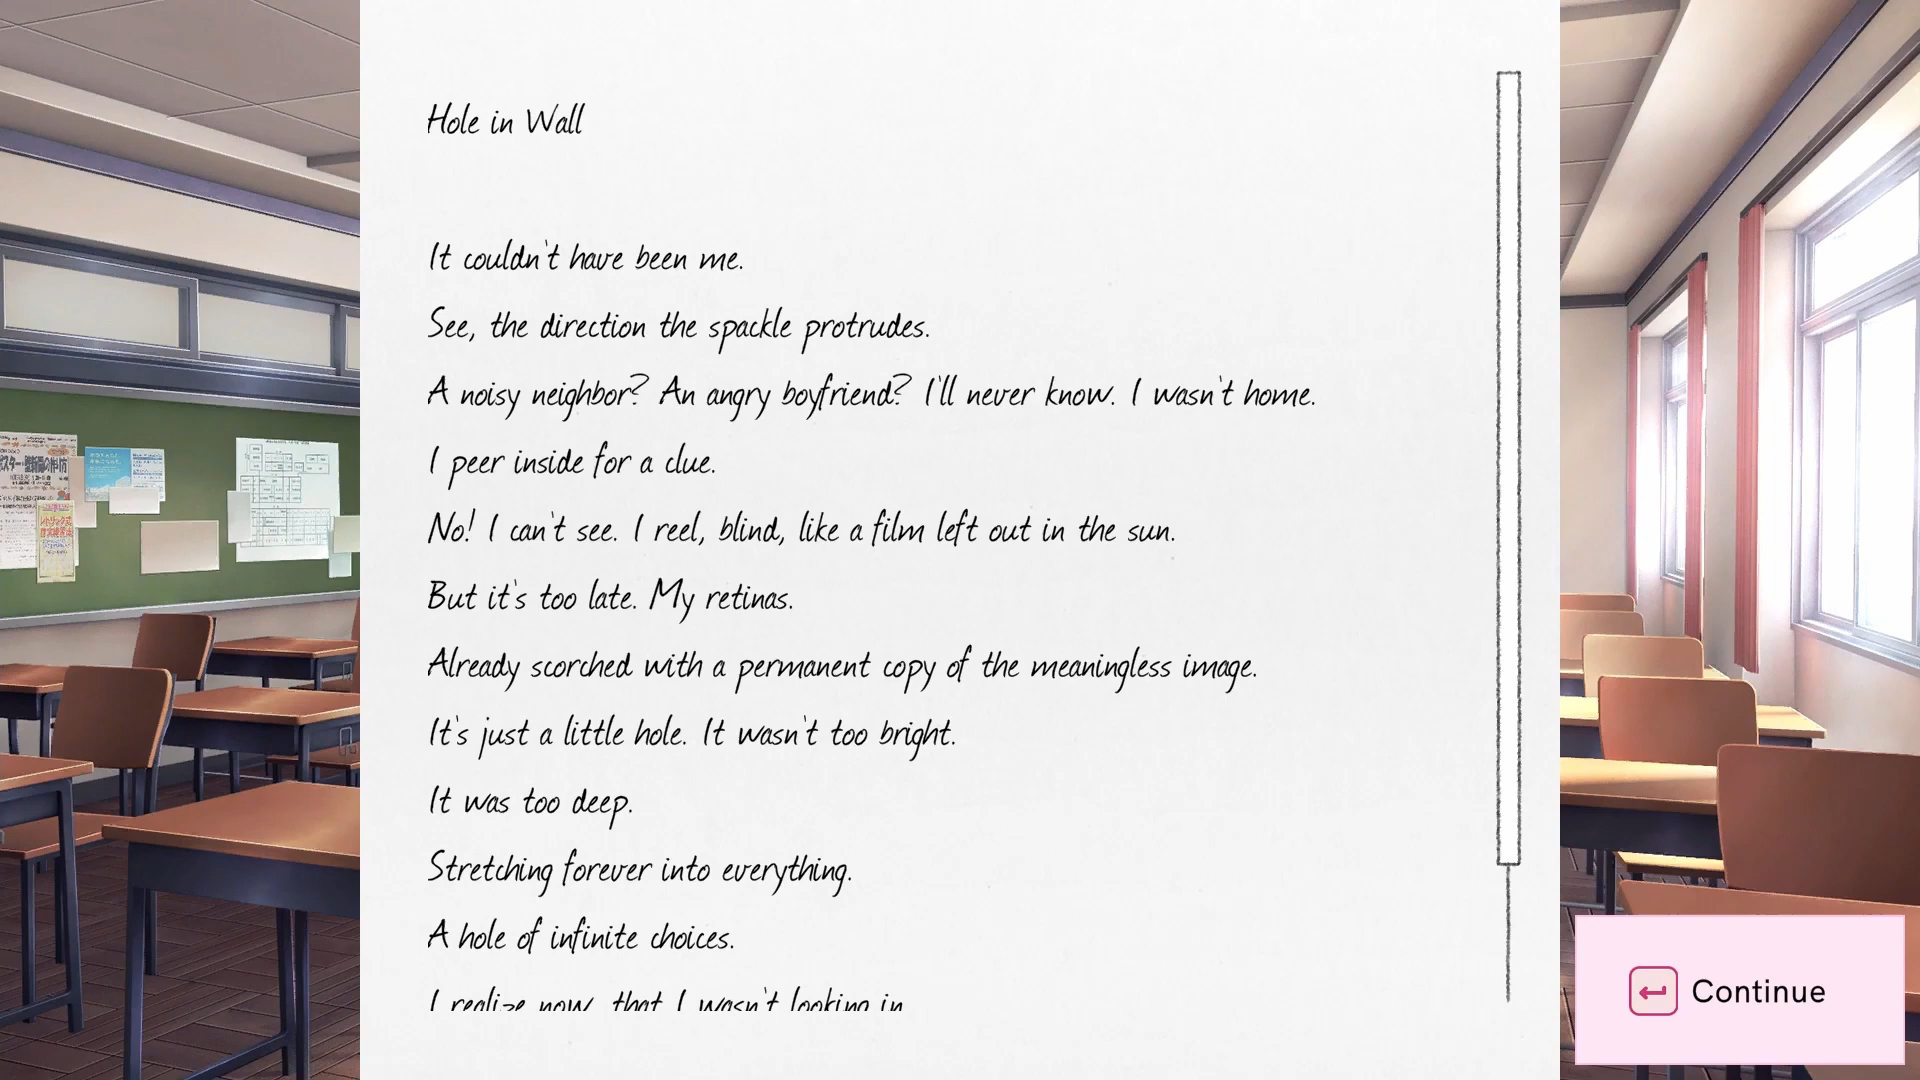 Hole in Wall
It couldn't have been me.
See, the direction the spackle protrudes.
A noisy neighbor? An angry boyfriend? I'll never know. I wasn't home.
I peer inside for a clue.
No! I can't see. I reel, blind, like a film left out in the sun.
But it's too late. My retinas.
Already scorched with a permanent copy of the meaningless image.
It's just a little hole. It wasn't too bright.
It was too deep.
Stretching forever into everything.
A hole of infinite choices.
I realize now, that I wasn't looking in
Continue